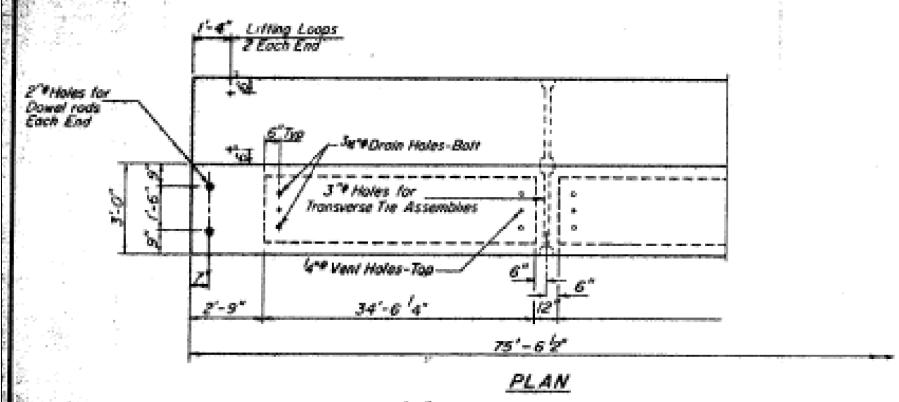 1'-4" Lifting Loops
2 Each End
2"ø Holes for
Dowel rods
Each End
6" Typ
3/4"ø Drain Holes-Bott
3"ø Holes for
Transverse Tie Assemblies
3'-0"
9"
1'-6"
9"
7"
1/4"ø Vent Holes-Top
6"
6"
2'-9"
34'-6 1/4"
12"
75'-6 1/2"
PLAN